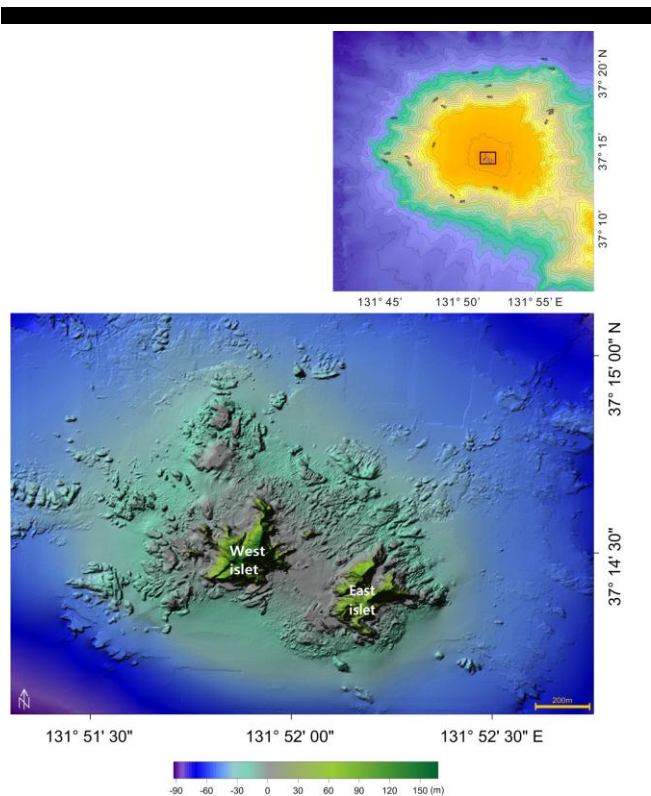 37° 20' N
37° 15'
37° 10'
131° 45' 131° 50' 131° 55' E
37° 15' 00" N
West
islet
37° 14' 30"
East
islet
N
200m
131° 51' 30" 131° 52' 00" 131° 52' 30" E
-90 -60 -30 0 30 60 90 120 150 (m)